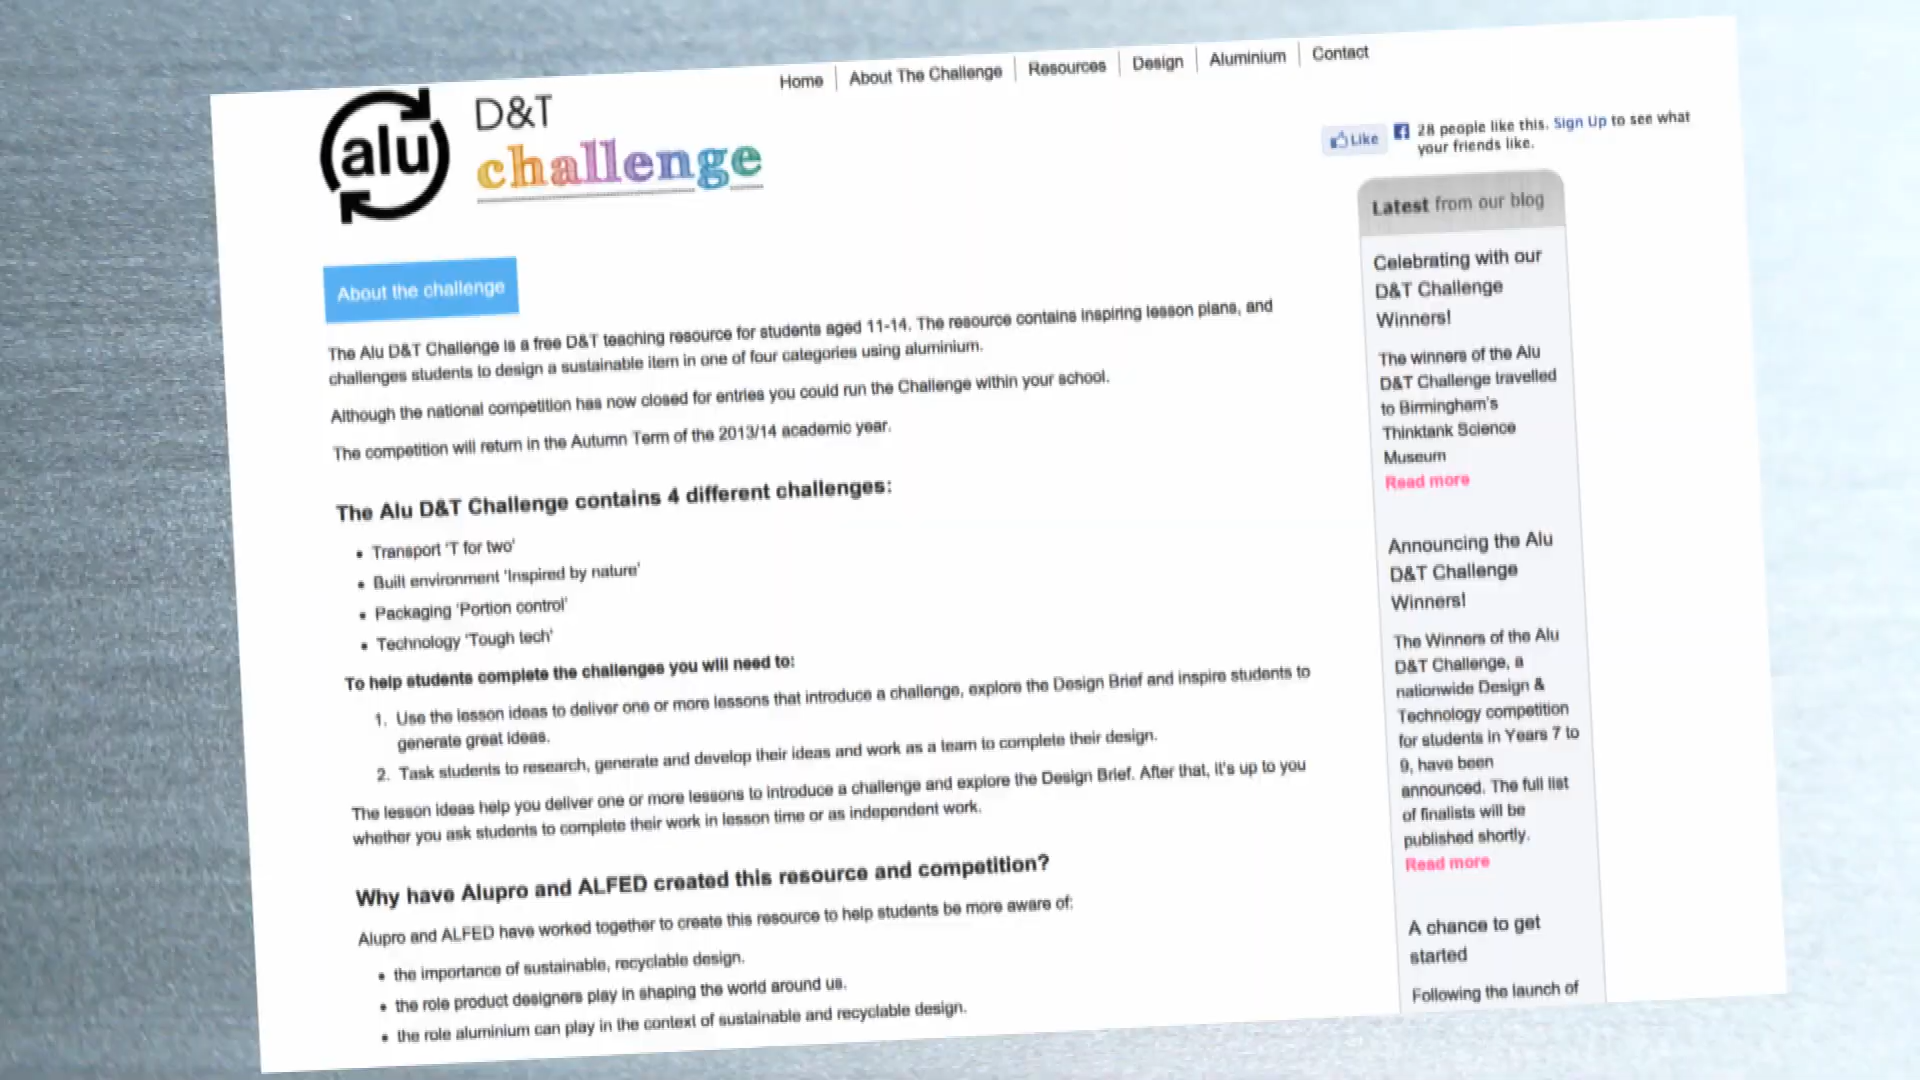 Home
About The Challenge
Resources
Design
Aluminium
Contact
alu
D&T
challenge
Like
28 people like this. Sign Up to see what
your friends like.
About the challenge
The Alu D&T Challenge is a free D&T teaching resource for students aged 11-14. The resource contains inspiring lesson plans, and
challenges students to design a sustainable item in one of four categories using aluminium.
Although the national competition has now closed for entries you could run the Challenge within your school.
The competition will return in the Autumn Term of the 2013/14 academic year.
The Alu D&T Challenge contains 4 different challenges:
• Transport 'T for two'
• Built environment 'Inspired by nature'
• Packaging 'Portion control'
• Technology 'Tough tech'
To help students complete the challenges you will need to:
1. Use the lesson ideas to deliver one or more lessons that introduce a challenge, explore the Design Brief and inspire students to
generate great ideas.
2. Task students to research, generate and develop their ideas and work as a team to complete their design.
The lesson ideas help you deliver one or more lessons to introduce a challenge and explore the Design Brief. After that, it's up to you
whether you ask students to complete their work in lesson time or as independent work.
Why have Alupro and ALFED created this resource and competition?
Alupro and ALFED have worked together to create this resource to help students be more aware of:
• the importance of sustainable, recyclable design.
• the role product designers play in shaping the world around us.
• the role aluminium can play in the context of sustainable and recyclable design.
Latest from our blog
Celebrating with our
D&T Challenge
Winners!
The winners of the Alu
D&T Challenge travelled
to Birmingham's
Thinktank Science
Museum
Read more
Announcing the Alu
D&T Challenge
Winners!
The Winners of the Alu
D&T Challenge, a
nationwide Design &
Technology competition
for students in Years 7 to
9, have been
announced. The full list
of finalists will be
published shortly.
Read more
A chance to get
started
Following the launch of